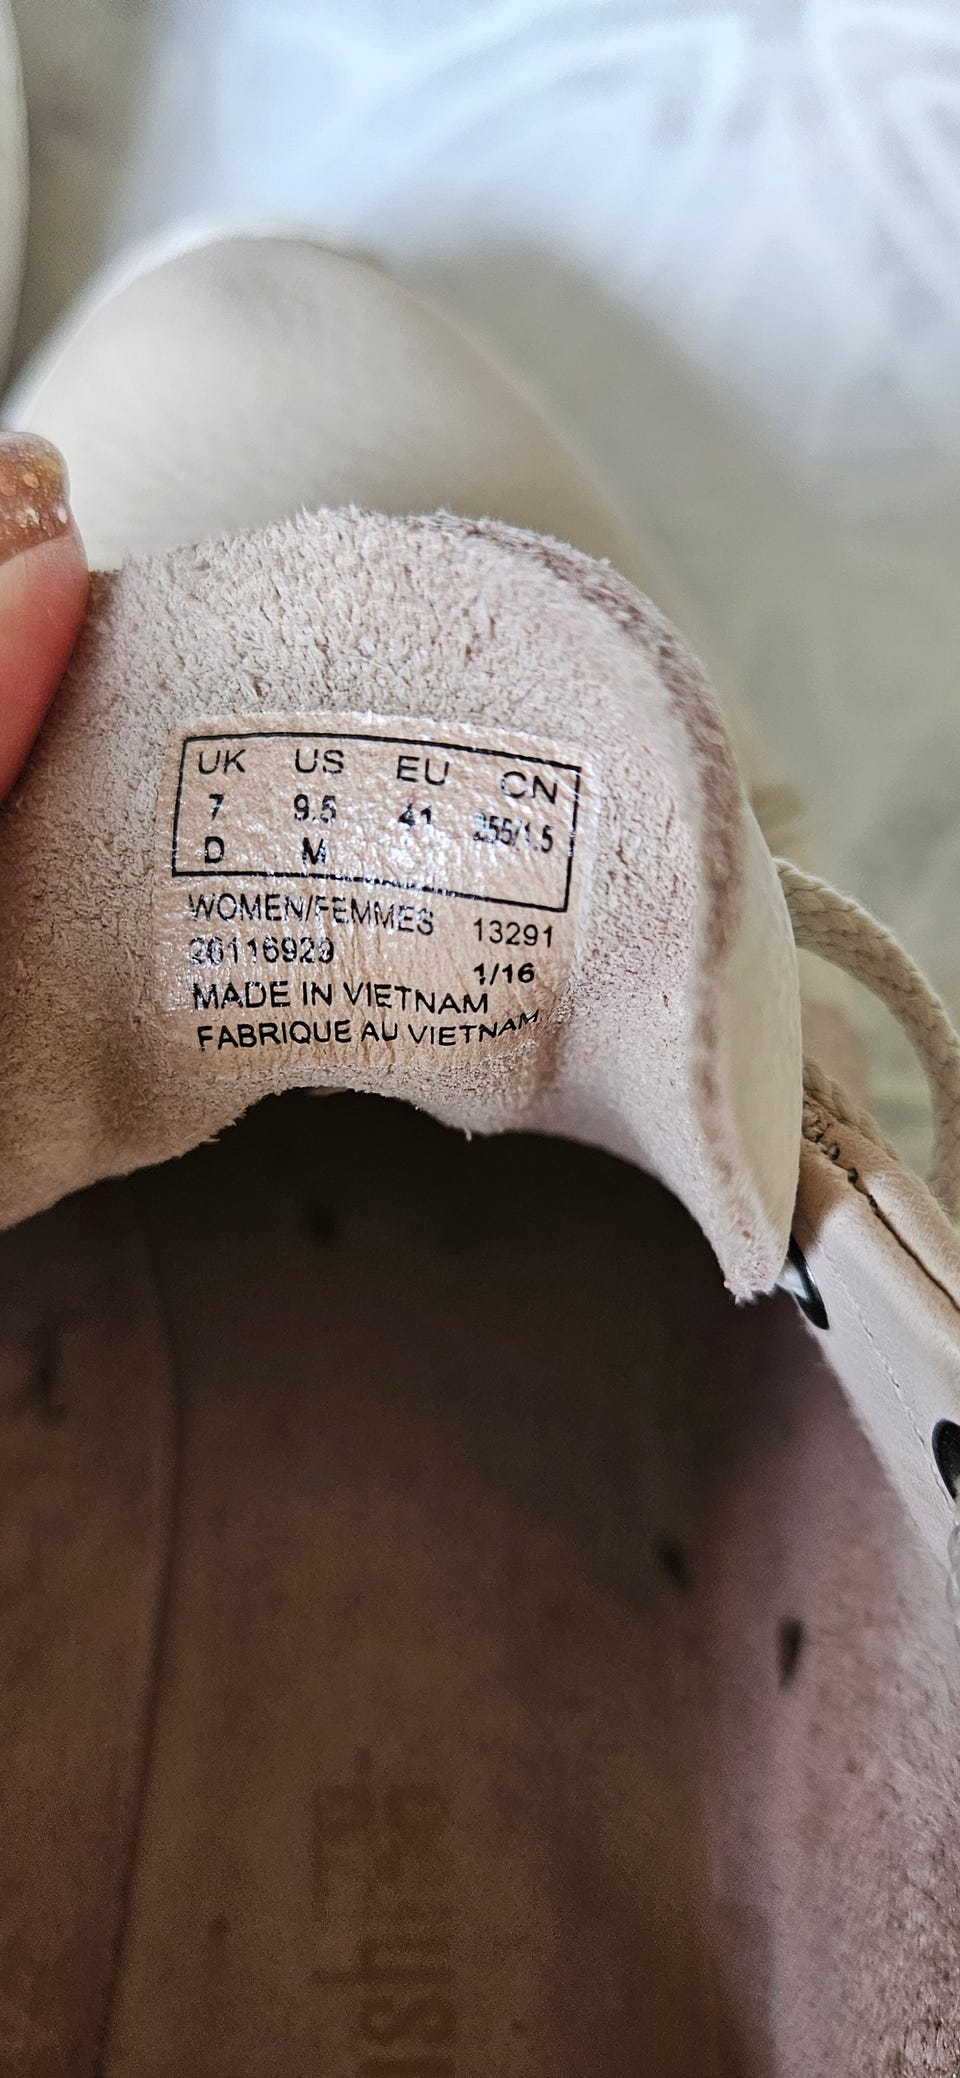 UK US EU CN
7 9.5 41 255/1.5
D M
WOMEN/FEMMES 13291
26116929 1/16
MADE IN VIETNAM
FABRIQUE AU VIETNAM